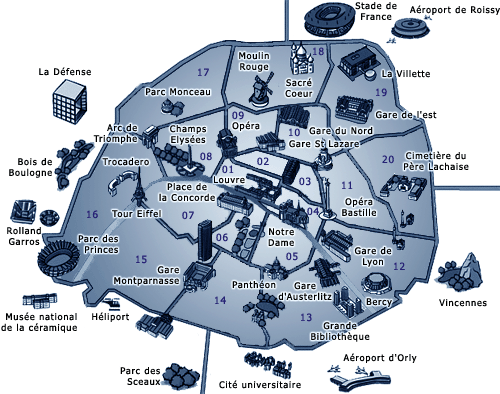 Stade de
France
Aéroport de Roissy
Moulin
Rouge
18
Sacré
Coeur
La Villette
La Défense
17
Parc Monceau
19
Gare de l'est
Arc de
Triomphe
Champs
Elysées
09
Opéra
10
Gare du Nord
Gare St Lazare
Bois de
Boulogne
Trocadero
08
01
02
Louvre
03
20
Cimetière du
Père Lachaise
11
Place de
la Concorde
Opéra
Bastille
16
Tour Eiffel
07
04
Rolland
Garros
Parc des
Princes
06
Notre
Dame
Gare de
Lyon
15
05
12
Gare
Montparnasse
Panthéon
Gare
d'Austerlitz
Bercy
Vincennes
Musée national
de la céramique
Héliport
14
13
Grande
Bibliothèque
Parc des
Sceaux
Cité universitaire
Aéroport d'Orly